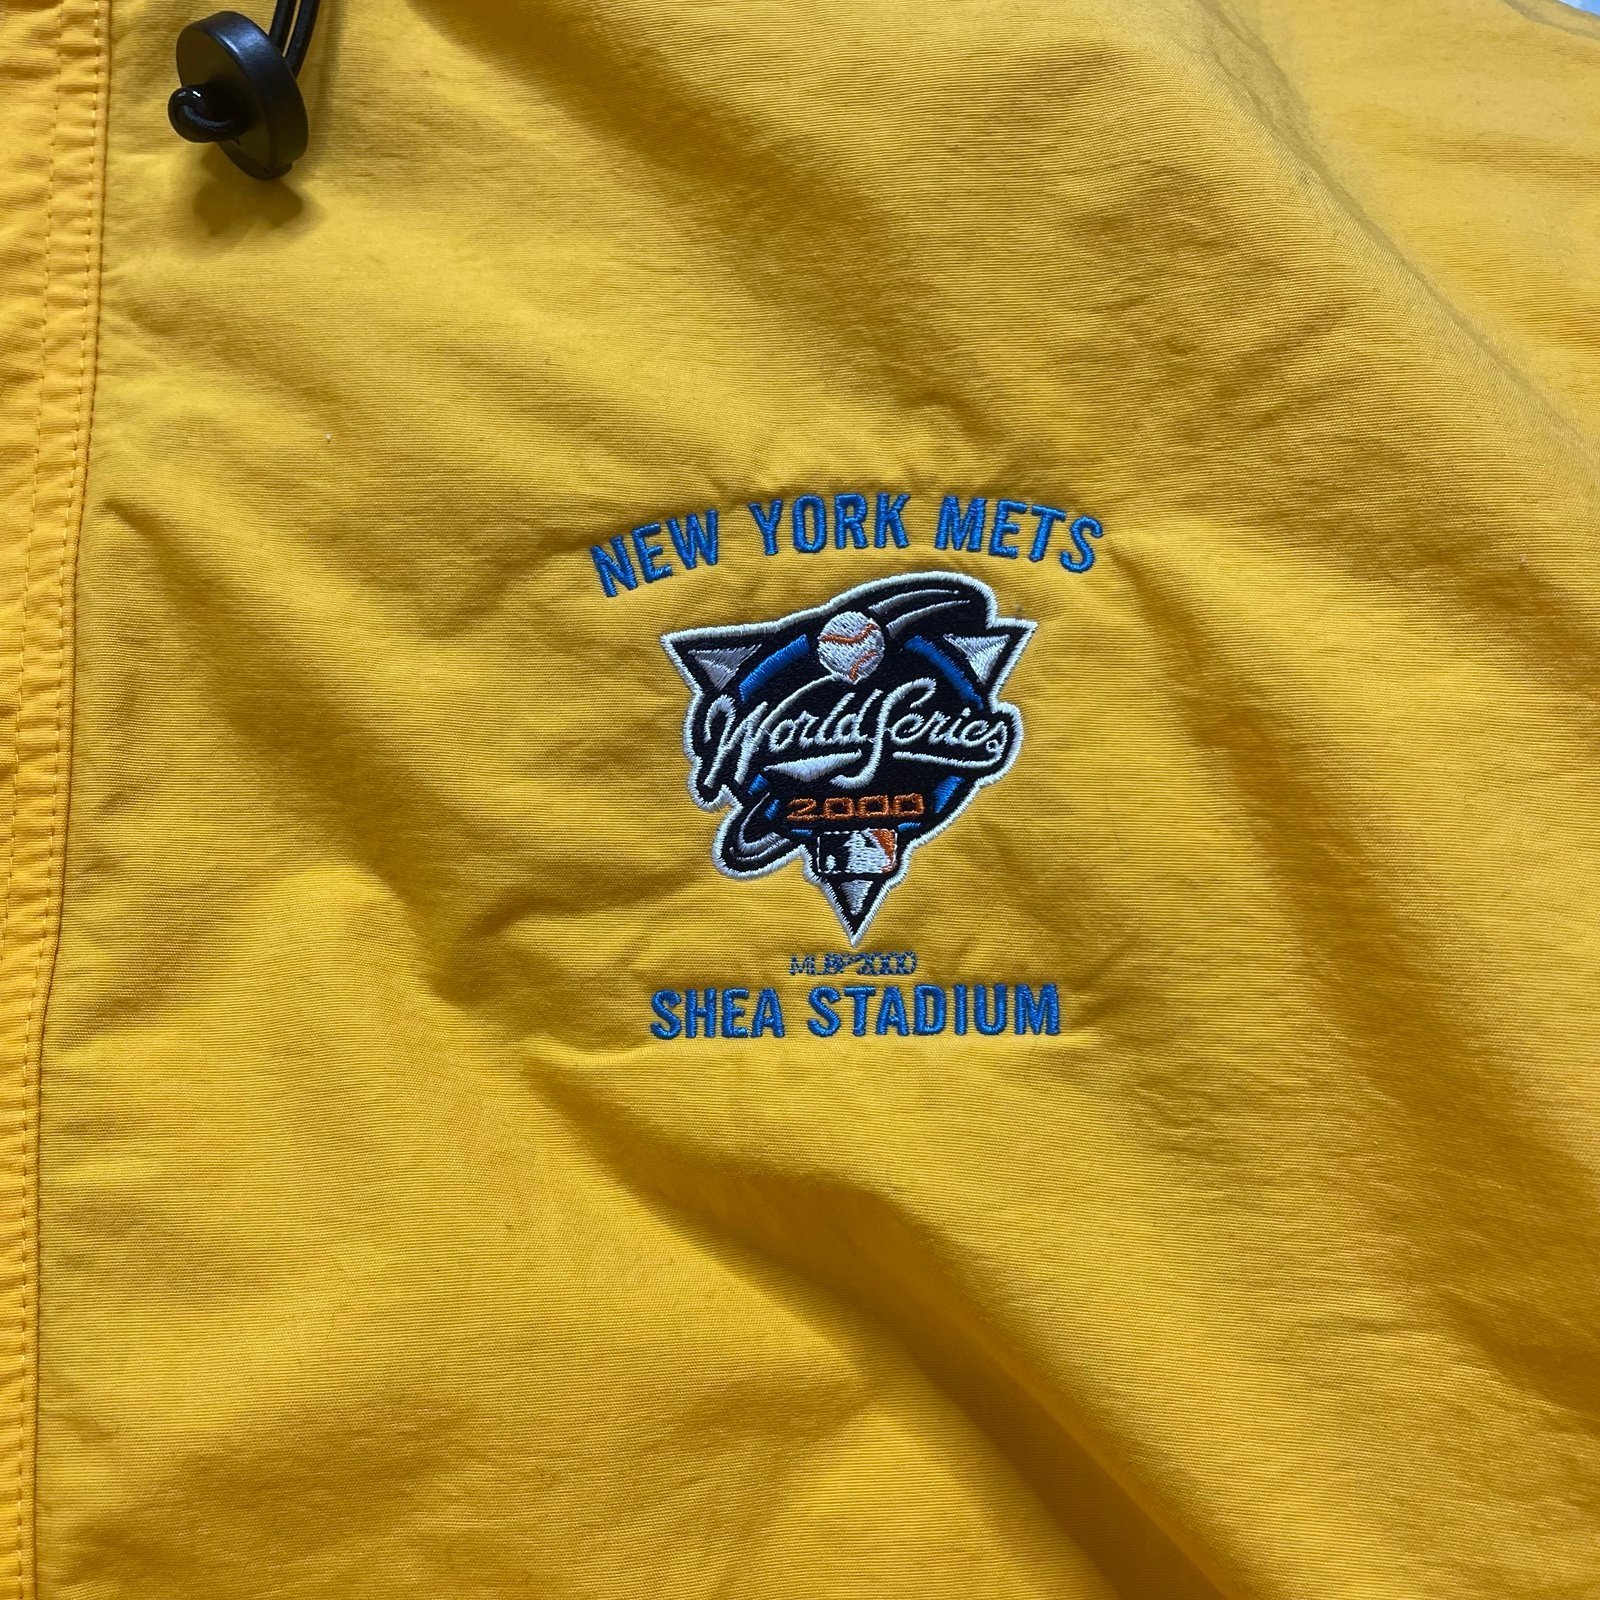 NEW YORK METS
World Series
2000
MLBP 2000
SHEA STADIUM